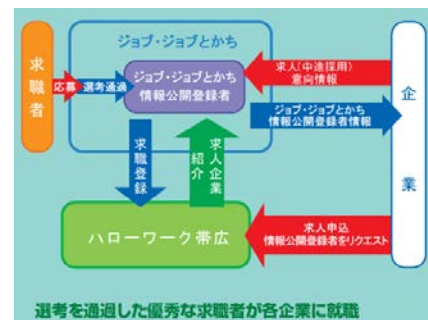 ジョブ・ジョブとかち
求職者
応募
選考通過
ジョブ・ジョブとかち
情報公開登録者
求人(中途採用)
意向情報
企業
ジョブ・ジョブとかち
情報公開登録者情報
求職登録
求人企業
紹介
ハローワーク帯広
求人申込
情報公開登録者をリクエスト
選考を通過した優秀な求職者が各企業に就職